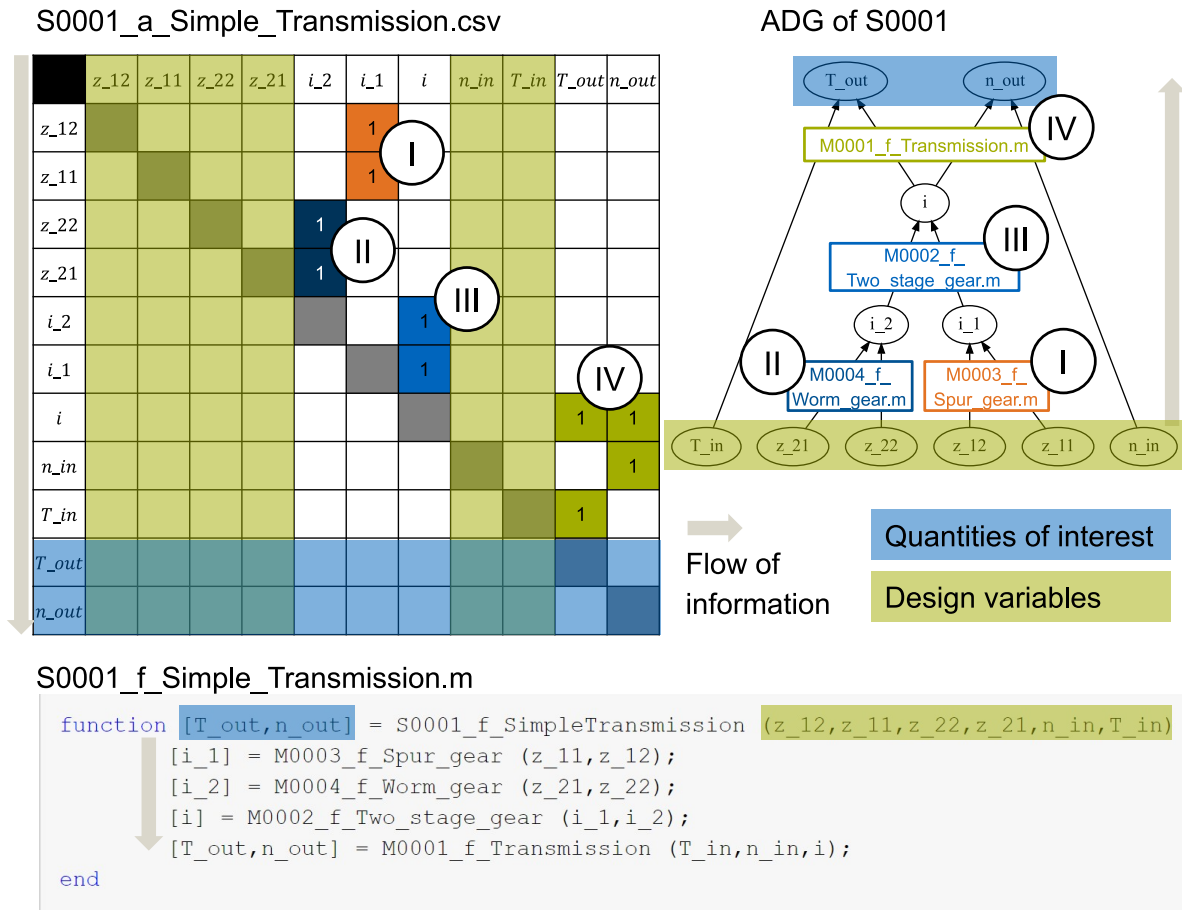 S0001_a_Simple_Transmission.csv
z_12 z_11 z_22 z_21 i_2 i_1 i n_in T_in T_out n_out
z_12 1
I
z_11 1
z_22 1
II
z_21 1
III
i_2 1
i_1 1
IV
i 1 1
n_in 1
T_in 1
T_out
n_out
ADG of S0001
T_out n_out
IV
M0001_f_Transmission.m
i
III
M0002_f_
Two_stage_gear.m
i_2 i_1
II
M0004_f_
Worm_gear.m
M0003_f_
Spur_gear.m
I
T_in z_21 z_22 z_12 z_11 n_in
Flow of
information
Quantities of interest
Design variables
S0001_f_Simple_Transmission.m
function [T_out,n_out] = S0001_f_SimpleTransmission (z_12,z_11,z_22,z_21,n_in,T_in)
[i_1] = M0003_f_Spur_gear (z_11,z_12);
[i_2] = M0004_f_Worm_gear (z_21,z_22);
[i] = M0002_f_Two_stage_gear (i_1,i_2);
[T_out,n_out] = M0001_f_Transmission (T_in,n_in,i);
end